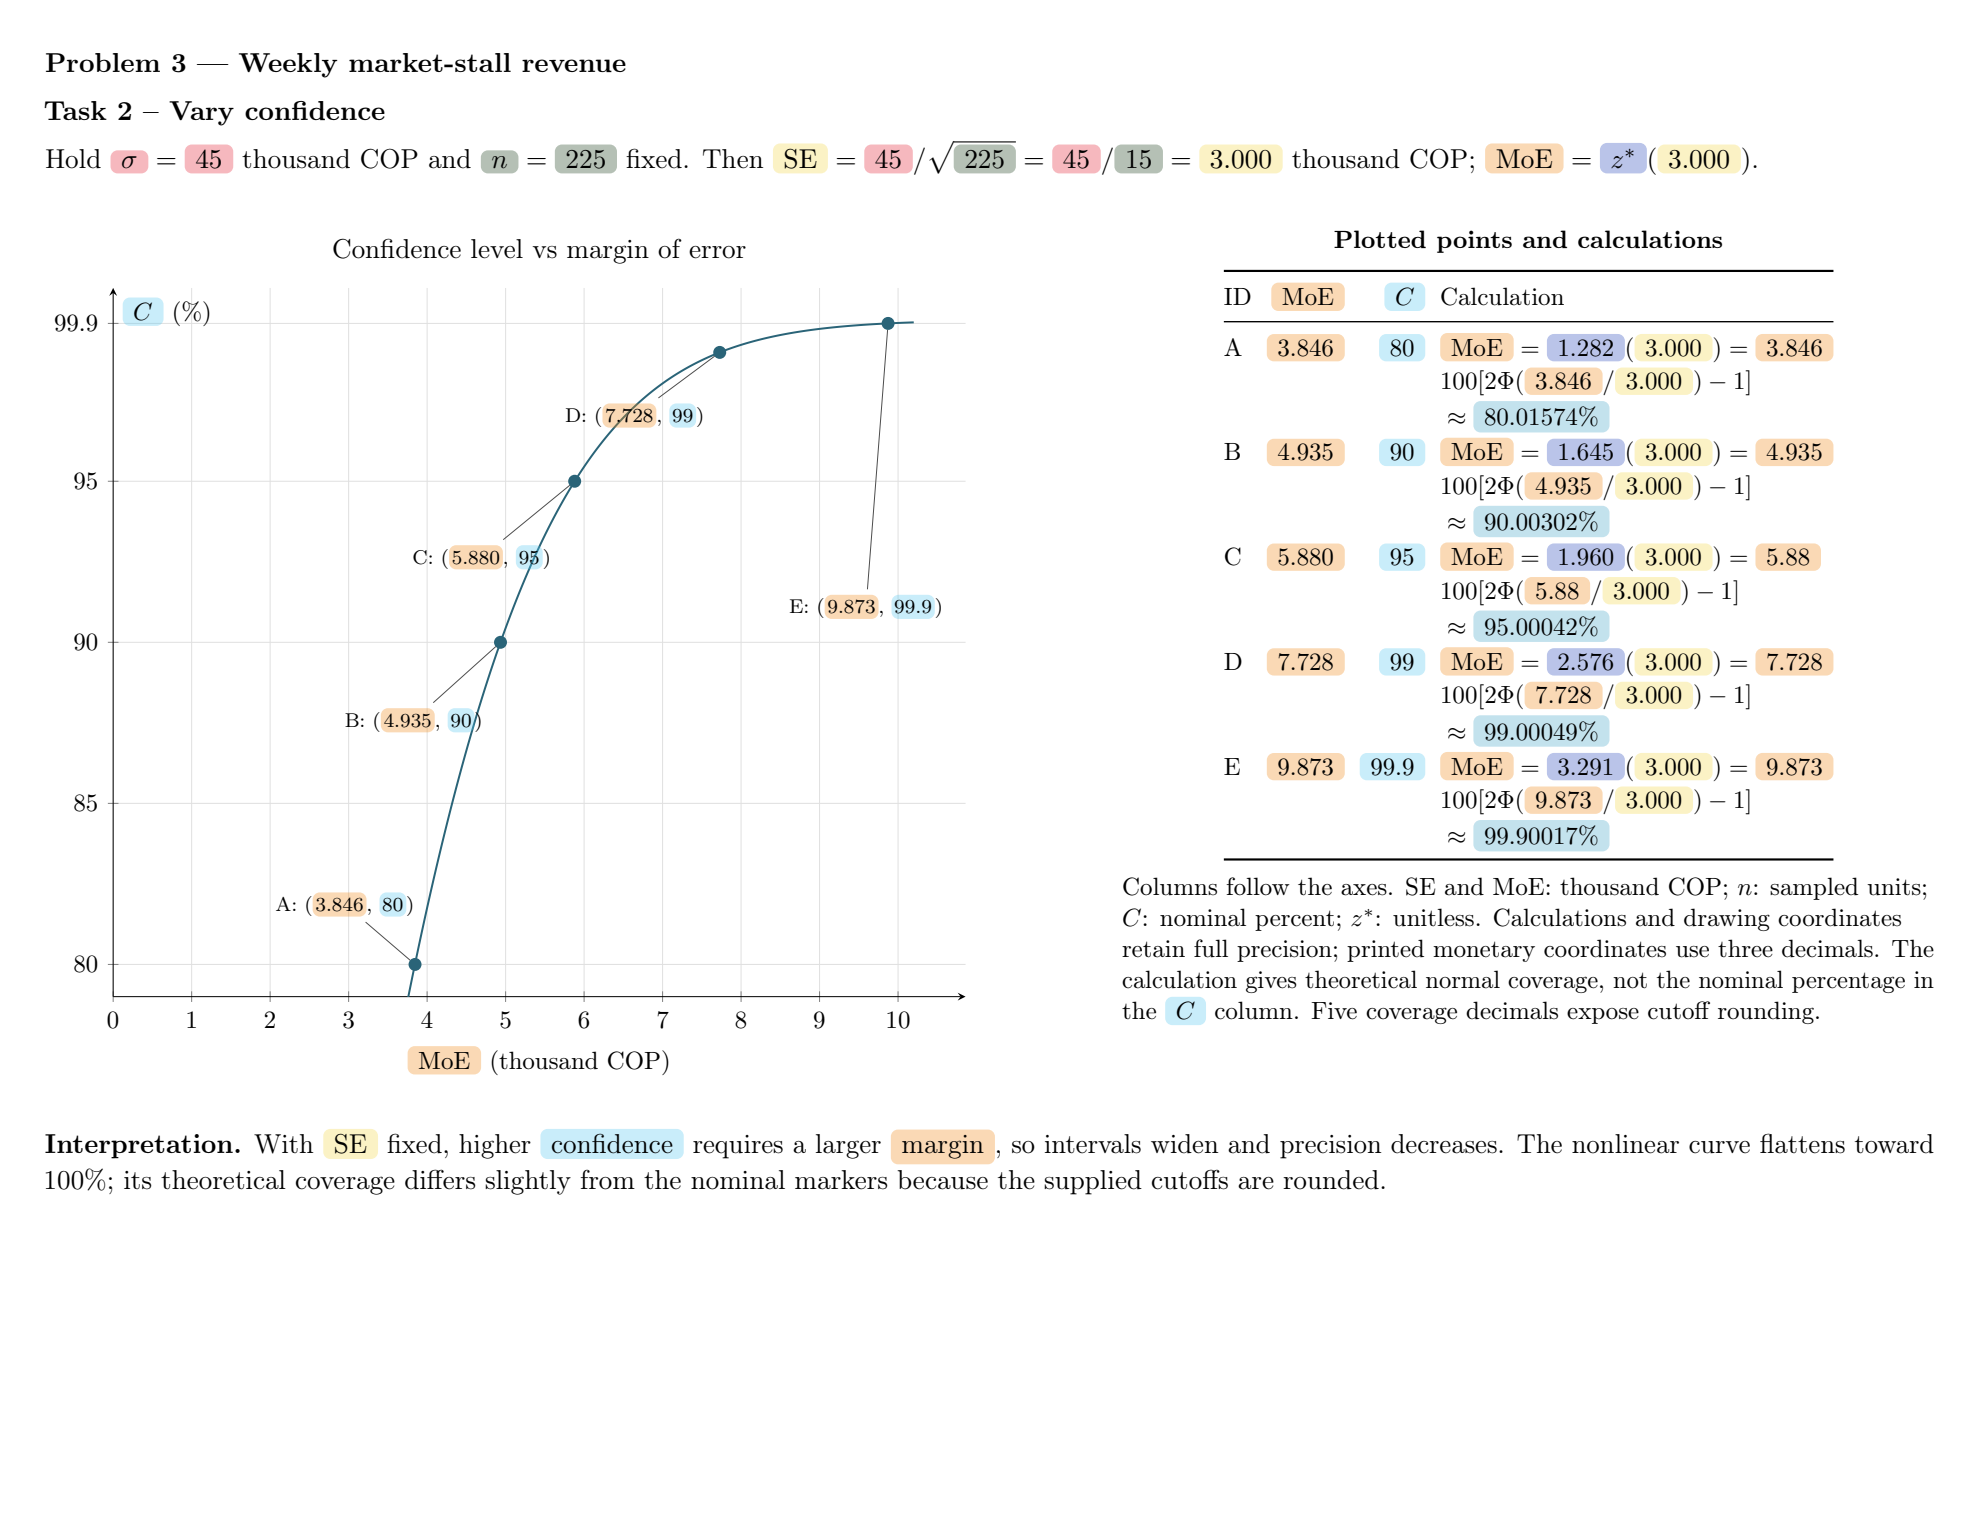 Problem 3 — Weekly market-stall revenue
Task 2 – Vary confidence
Hold σ = 45 thousand COP and n = 225 fixed. Then SE = 45/√225 = 45/15 = 3.000 thousand COP; MoE = z*(3.000).
Confidence level vs margin of error
C (%)
99.9
95
90
85
80
D: (7.728, 99)
C: (5.880, 95)
E: (9.873, 99.9)
B: (4.935, 90)
A: (3.846, 80)
0 1 2 3 4 5 6 7 8 9 10
MoE (thousand COP)
Plotted points and calculations
ID MoE C Calculation
A 3.846 80 MoE = 1.282(3.000) = 3.846
100[2Φ(3.846/3.000) − 1]
≈ 80.01574%
B 4.935 90 MoE = 1.645(3.000) = 4.935
100[2Φ(4.935/3.000) − 1]
≈ 90.00302%
C 5.880 95 MoE = 1.960(3.000) = 5.88
100[2Φ(5.88/3.000) − 1]
≈ 95.00042%
D 7.728 99 MoE = 2.576(3.000) = 7.728
100[2Φ(7.728/3.000) − 1]
≈ 99.00049%
E 9.873 99.9 MoE = 3.291(3.000) = 9.873
100[2Φ(9.873/3.000) − 1]
≈ 99.90017%
Columns follow the axes. SE and MoE: thousand COP; n: sampled units;
C: nominal percent; z*: unitless. Calculations and drawing coordinates
retain full precision; printed monetary coordinates use three decimals. The
calculation gives theoretical normal coverage, not the nominal percentage in
the C column. Five coverage decimals expose cutoff rounding.
Interpretation. With SE fixed, higher confidence requires a larger margin, so intervals widen and precision decreases. The nonlinear curve flattens toward
100%; its theoretical coverage differs slightly from the nominal markers because the supplied cutoffs are rounded.